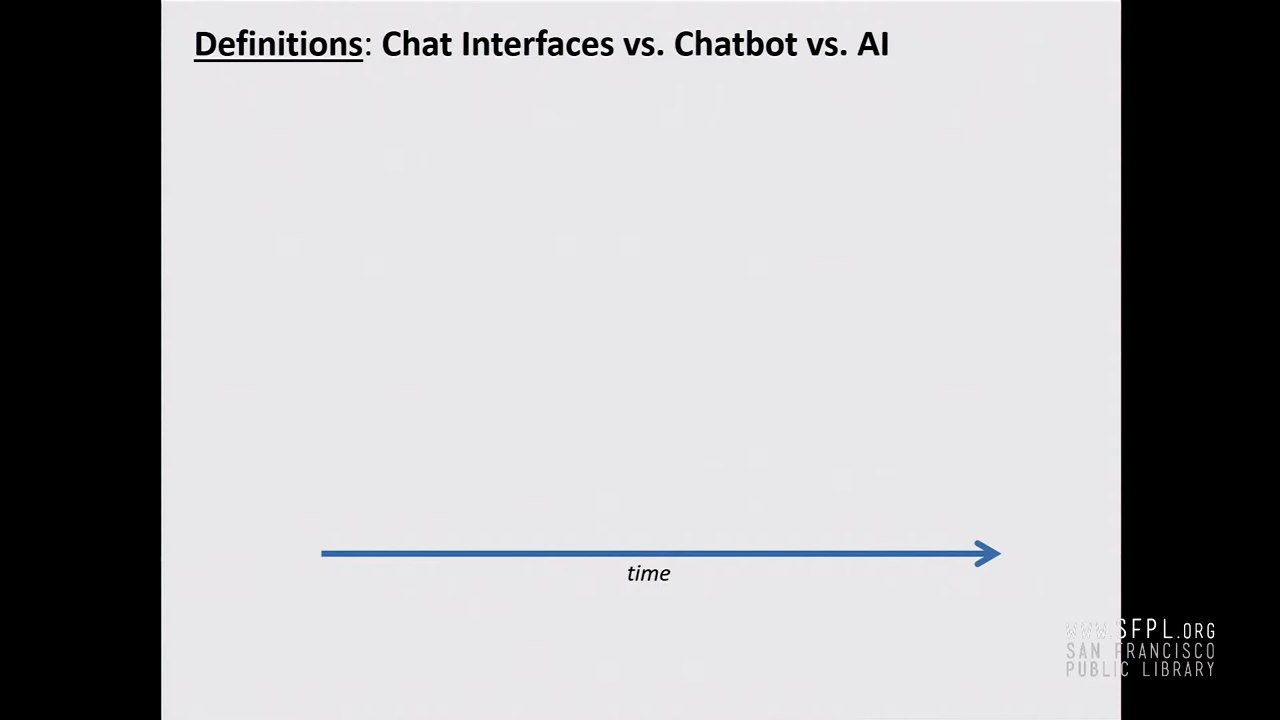 Definitions: Chat Interfaces vs. Chatbot vs. AI
time
WWW.SFPL.ORG
SAN FRANCISCO
PUBLIC LIBRARY